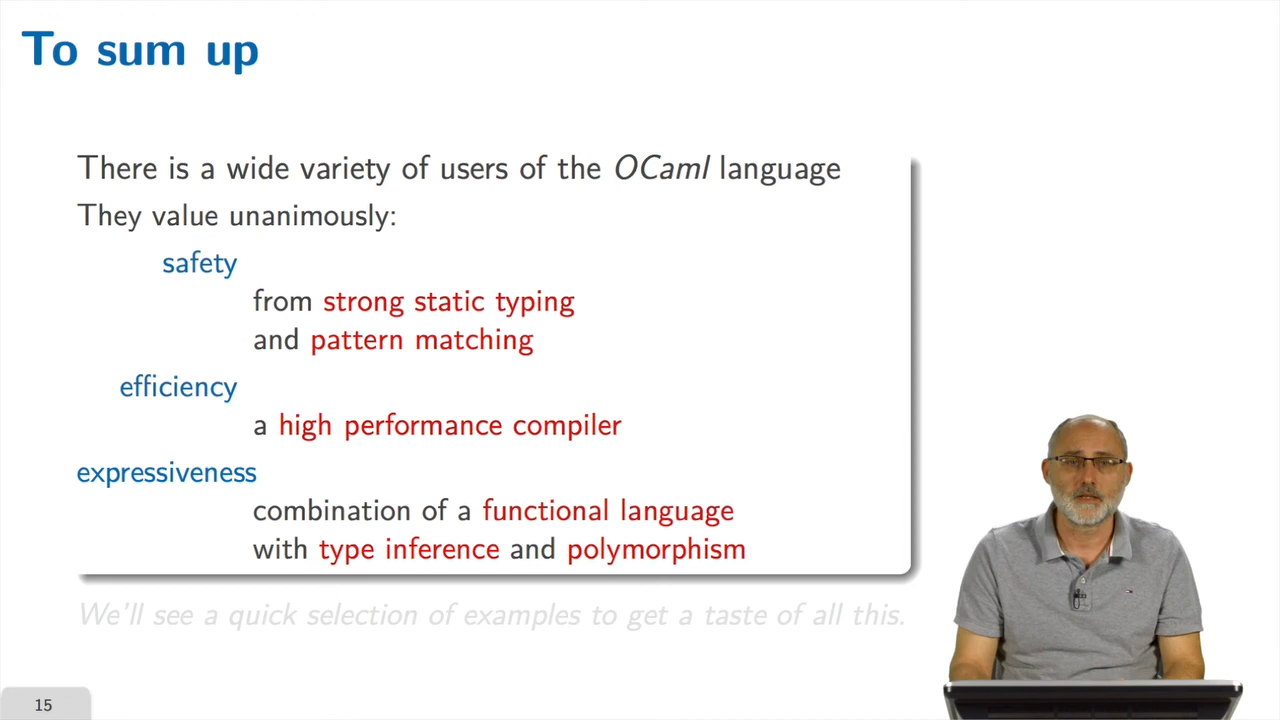 To sum up
There is a wide variety of users of the OCaml language
They value unanimously:
safety
from strong static typing
and pattern matching
efficiency
a high performance compiler
expressiveness
combination of a functional language
with type inference and polymorphism
We'll see a quick selection of examples to get a taste of all this.
15